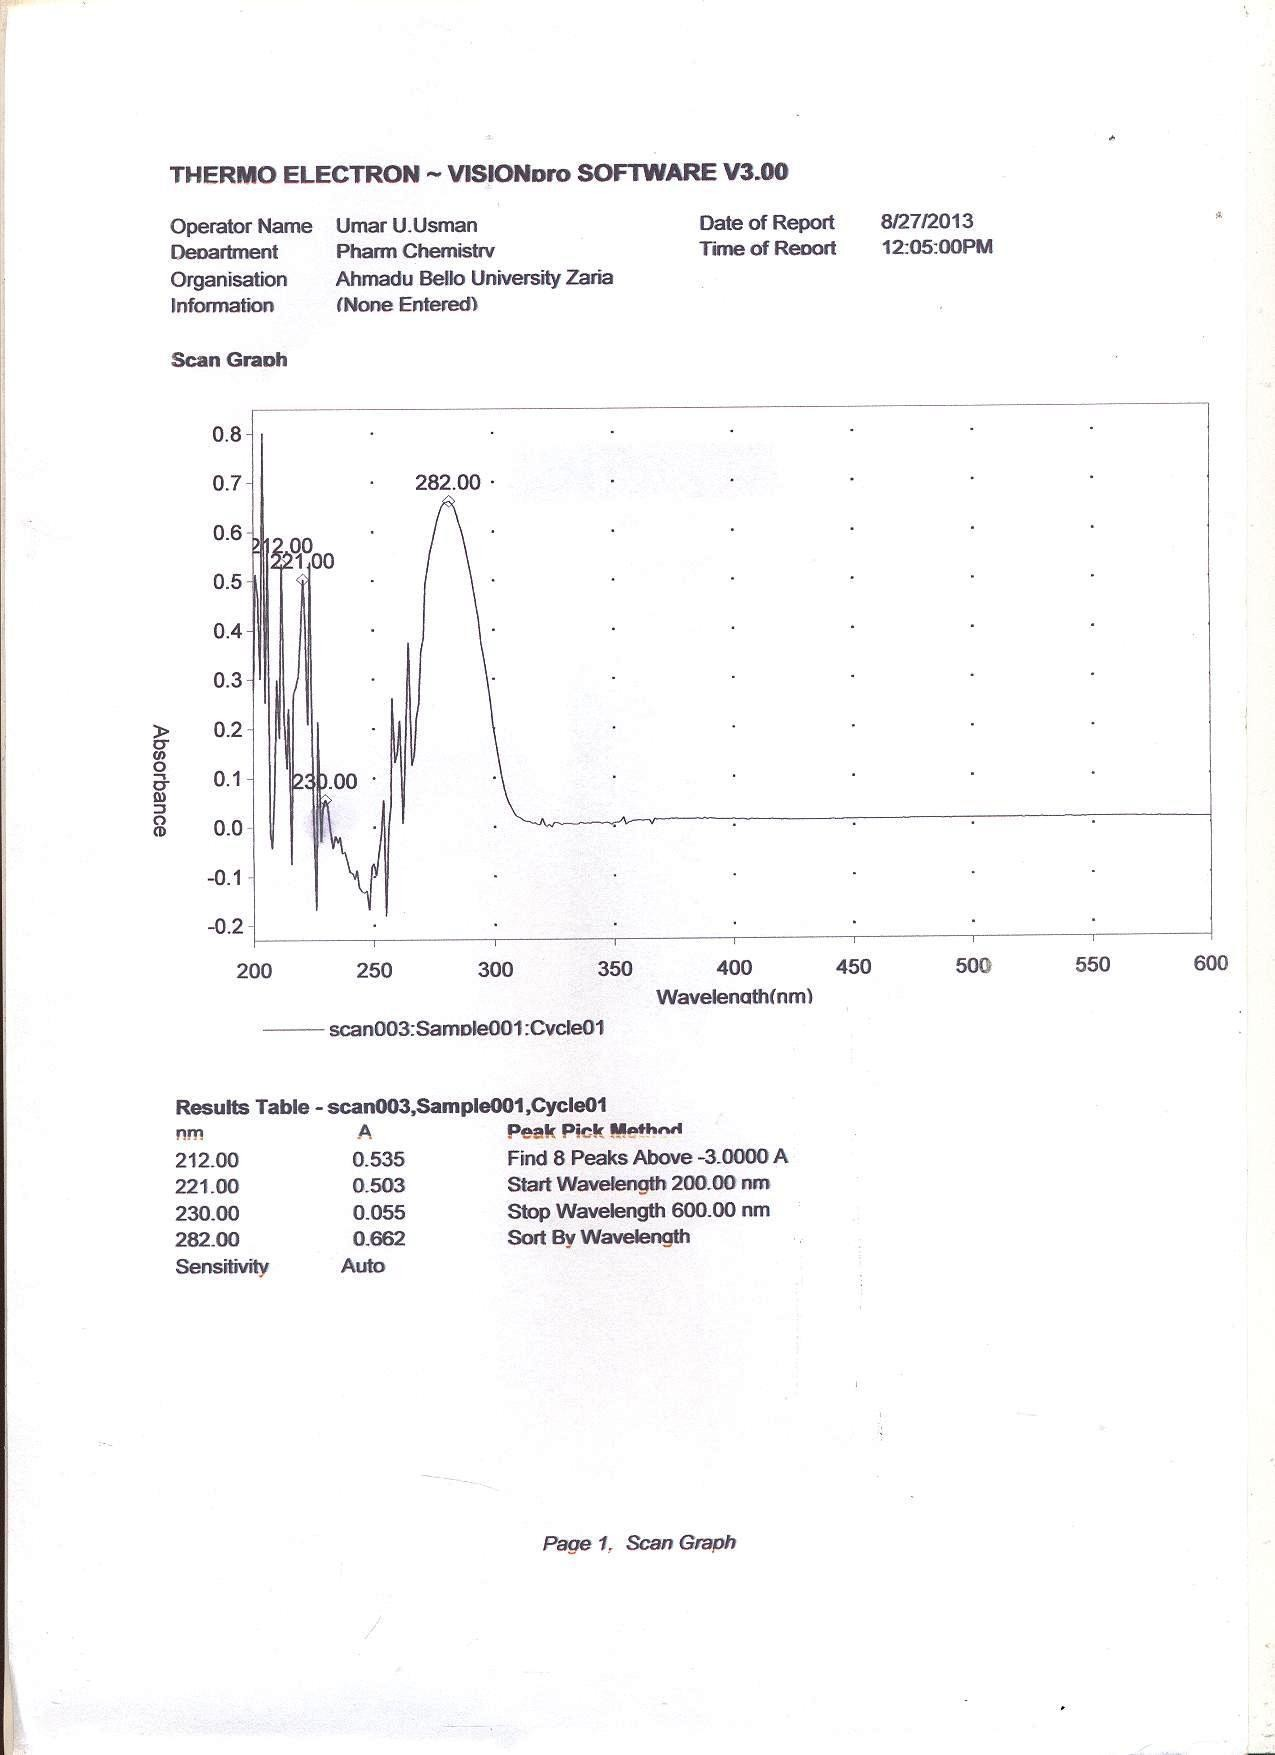 THERMO ELECTRON ~ VISIONpro SOFTWARE V3.00
Operator Name Umar U.Usman Date of Report 8/27/2013
Department Pharm Chemistry Time of Report 12:05:00PM
Organisation Ahmadu Bello University Zaria
Information (None Entered)
Scan Graph
0.8
0.7
0.6
0.5
0.4
0.3
0.2
0.1
0.0
-0.1
-0.2
Absorbance
282.00
212.00
221.00
230.00
200 250 300 350 400 450 500 550 600
Wavelength(nm)
scan003:Sample001:Cycle01
Results Table - scan003,Sample001,Cycle01
nm A Peak Pick Method
212.00 0.535 Find 8 Peaks Above -3.0000 A
221.00 0.503 Start Wavelength 200.00 nm
230.00 0.055 Stop Wavelength 600.00 nm
282.00 0.662 Sort By Wavelength
Sensitivity Auto
Page 1, Scan Graph